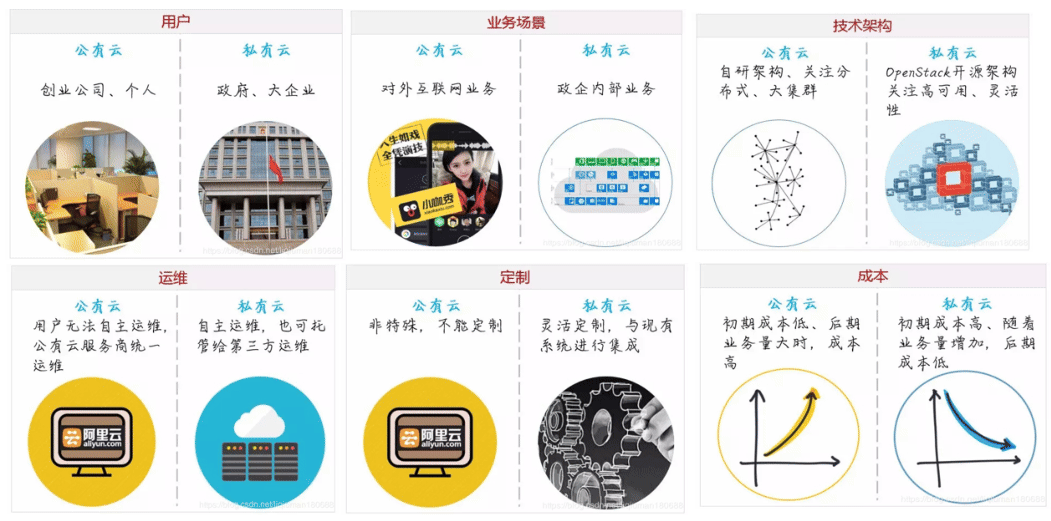 用户
公有云
私有云
创业公司、个人
政府、大企业
业务场景
公有云
私有云
对外互联网业务
政企内部业务
人生如戏
全凭演技
小咖秀
xiaokaxiu.com
技术架构
公有云
私有云
自研架构、关注分
布式、大集群
OpenStack开源架构
关注高可用、灵活
性
运维
公有云
私有云
用户无法自主运维,
公有云服务商统一
运维
自主运维,也可托
管给第三方运维
阿里云
aliyun.com
定制
公有云
私有云
非特殊,不能定制
灵活定制,与现有
系统进行集成
阿里云
aliyun.com
成本
公有云
私有云
初期成本低、后期
业务量大时,成本
高
初期成本高、随着
业务量增加,后期
成本低